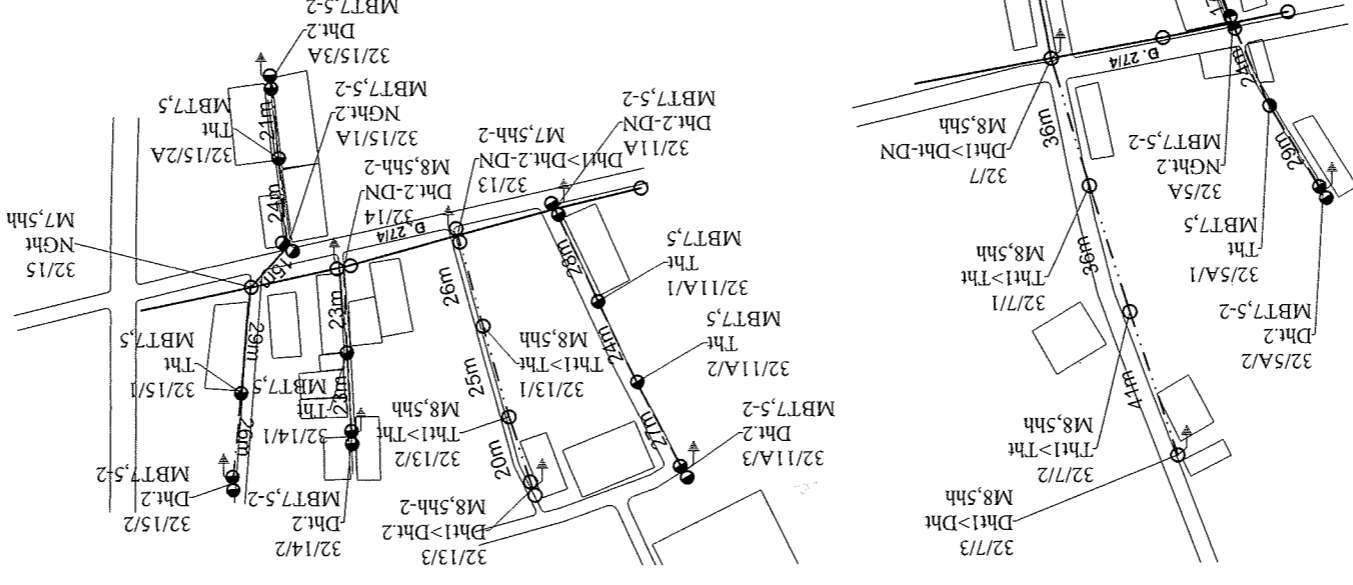 32/7/3
Dht1>Dht
M8,5hh
32/7/2
Tht1>Tht
M8,5hh
32/7/1
Tht1>Tht
M8,5hh
32/7
Dht1>Dht-DN
M8,5hh
41m
36m
36m
32/5A/2
Dht.2
MBT7,5-2
32/5A/1
Tht
MBT7,5
32/5A
NGht.2
MBT7,5-2
29m
24m
Đ. 27/4
32/11A/3
Dht.2
MBT7,5-2
32/11A/2
Tht
MBT7,5
32/11A/1
Tht
MBT7,5
32/11A
Dht.2-DN
MBT7,5-2
27m
24m
28m
32/13/3
Dht1>Dht.2
M8,5hh-2
32/13/2
Tht1>Tht
M8,5hh
32/13/1
Tht1>Tht
M8,5hh
32/13
Dht1>Dht.2-DN
M7,5hh-2
20m
25m
26m
32/14/2
Dht.2
MBT7,5-2
32/14/1
Tht
MBT7,5
32/14
Dht.2-DN
M8,5hh-2
23m
23m
Đ. 27/4
32/15/2
Dht.2
MBT7,5-2
32/15/1
Tht
MBT7,5
32/15
NGht
M7,5hh
26m
29m
15m
32/15/1A
NGht.2
MBT7,5-2
32/15/2A
Tht
MBT7,5
32/15/3A
Dht.2
MBT7,5-2
24m
21m